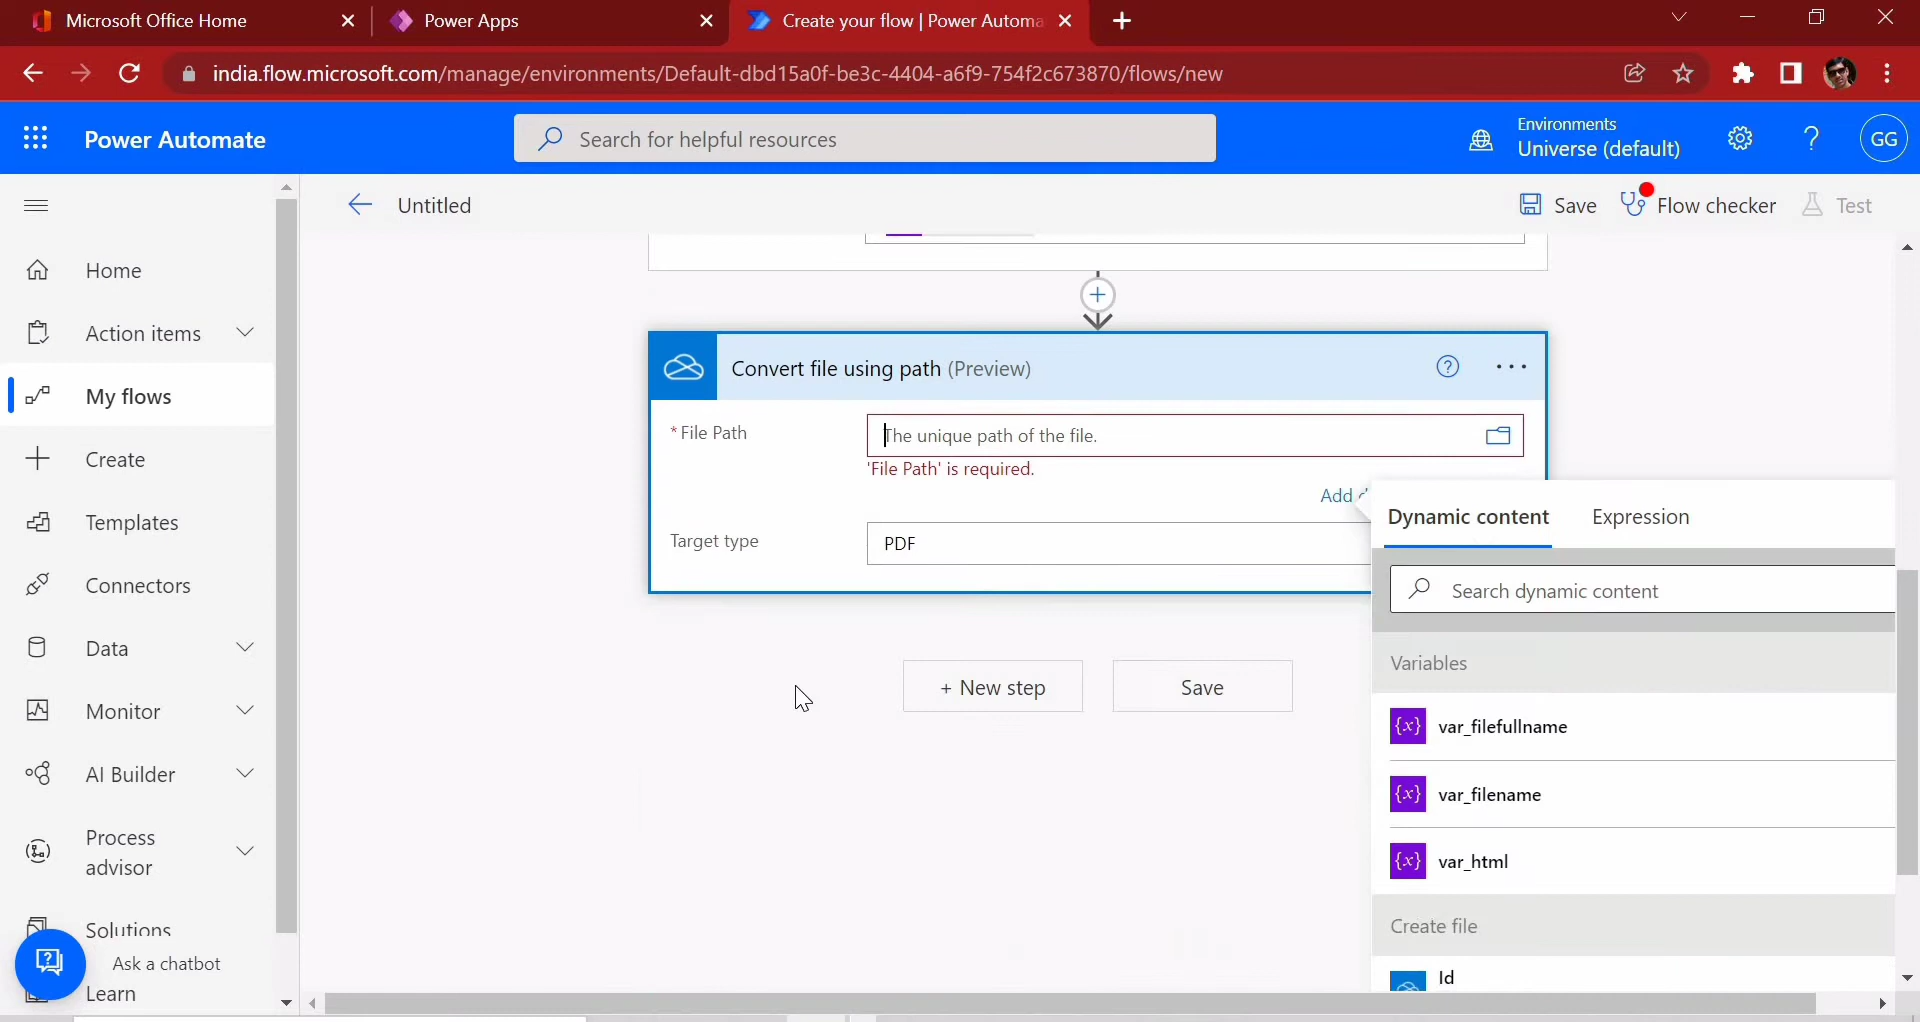 Microsoft Office Home
Power Apps
Create your flow | Power Automa
india.flow.microsoft.com/manage/environments/Default-dbd15a0f-be3c-4404-a6f9-754f2c673870/flows/new
Power Automate
Search for helpful resources
Environments
Universe (default)
GG
Untitled
Save
Flow checker
Test
Home
Action items
My flows
Create
Templates
Connectors
Data
Monitor
AI Builder
Process
advisor
Solutions
Ask a chatbot
Learn
Convert file using path (Preview)
* File Path
The unique path of the file.
'File Path' is required.
Add
Target type
PDF
+ New step
Save
Dynamic content
Expression
Search dynamic content
Variables
{x} var_filefullname
{x} var_filename
{x} var_html
Create file
Id